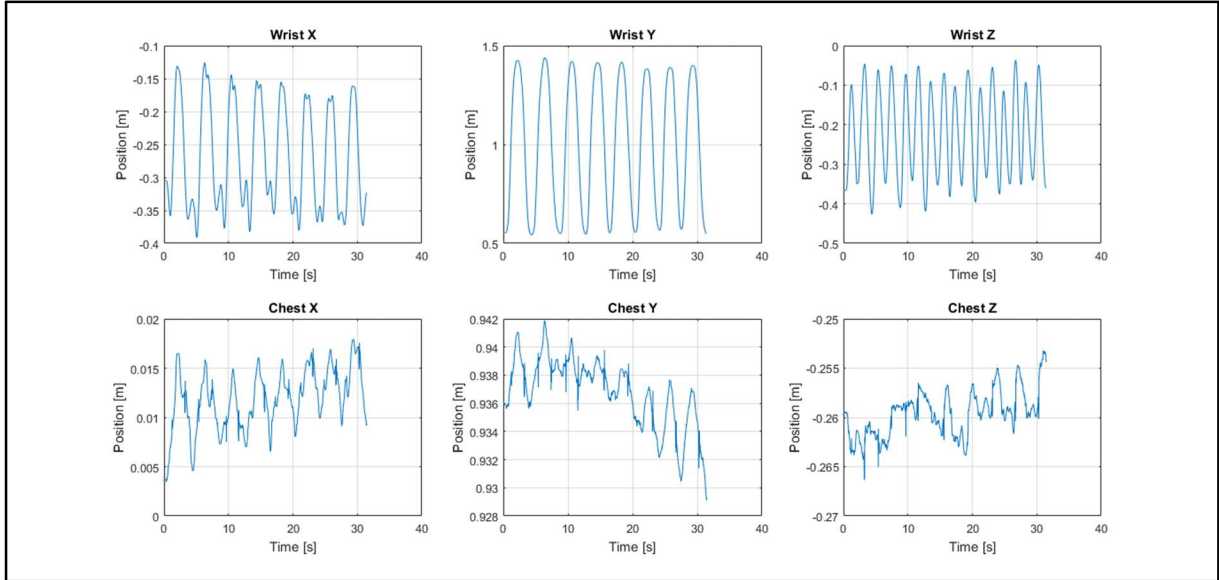 Wrist X
Position [m]
-0.1
-0.15
-0.2
-0.25
-0.3
-0.35
-0.4
0 10 20 30 40
Time [s]
Wrist Y
Position [m]
1.5
1
0.5
0 10 20 30 40
Time [s]
Wrist Z
Position [m]
0
-0.1
-0.2
-0.3
-0.4
-0.5
0 10 20 30 40
Time [s]
Chest X
Position [m]
0.02
0.015
0.01
0.005
0
0 10 20 30 40
Time [s]
Chest Y
Position [m]
0.942
0.94
0.938
0.936
0.934
0.932
0.93
0.928
0 10 20 30 40
Time [s]
Chest Z
Position [m]
-0.25
-0.255
-0.26
-0.265
-0.27
0 10 20 30 40
Time [s]